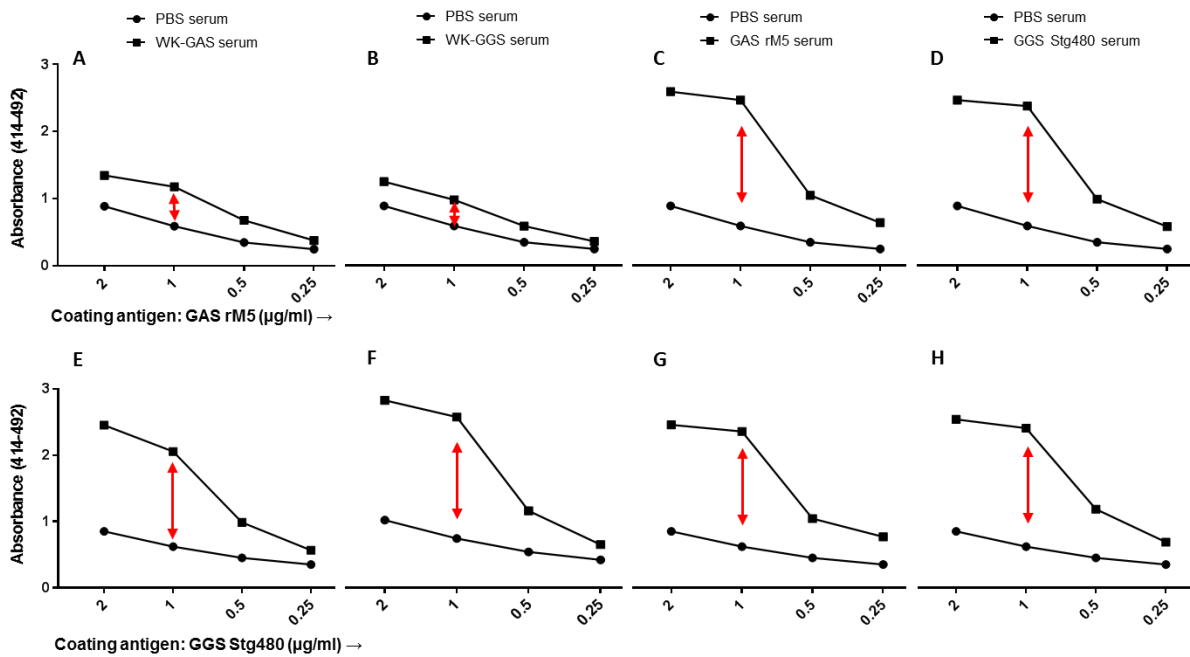 PBS serum
WK-GAS serum
PBS serum
WK-GGS serum
PBS serum
GAS rM5 serum
PBS serum
GGS Stg480 serum
A
B
C
D
3
2
1
0
Absorbance (414-492)
2 1 0.5 0.25
2 1 0.5 0.25
2 1 0.5 0.25
2 1 0.5 0.25
Coating antigen: GAS rM5 (µg/ml) →
E
F
G
H
3
2
1
0
Absorbance (414-492)
2 1 0.5 0.25
2 1 0.5 0.25
2 1 0.5 0.25
2 1 0.5 0.25
Coating antigen: GGS Stg480 (µg/ml) →